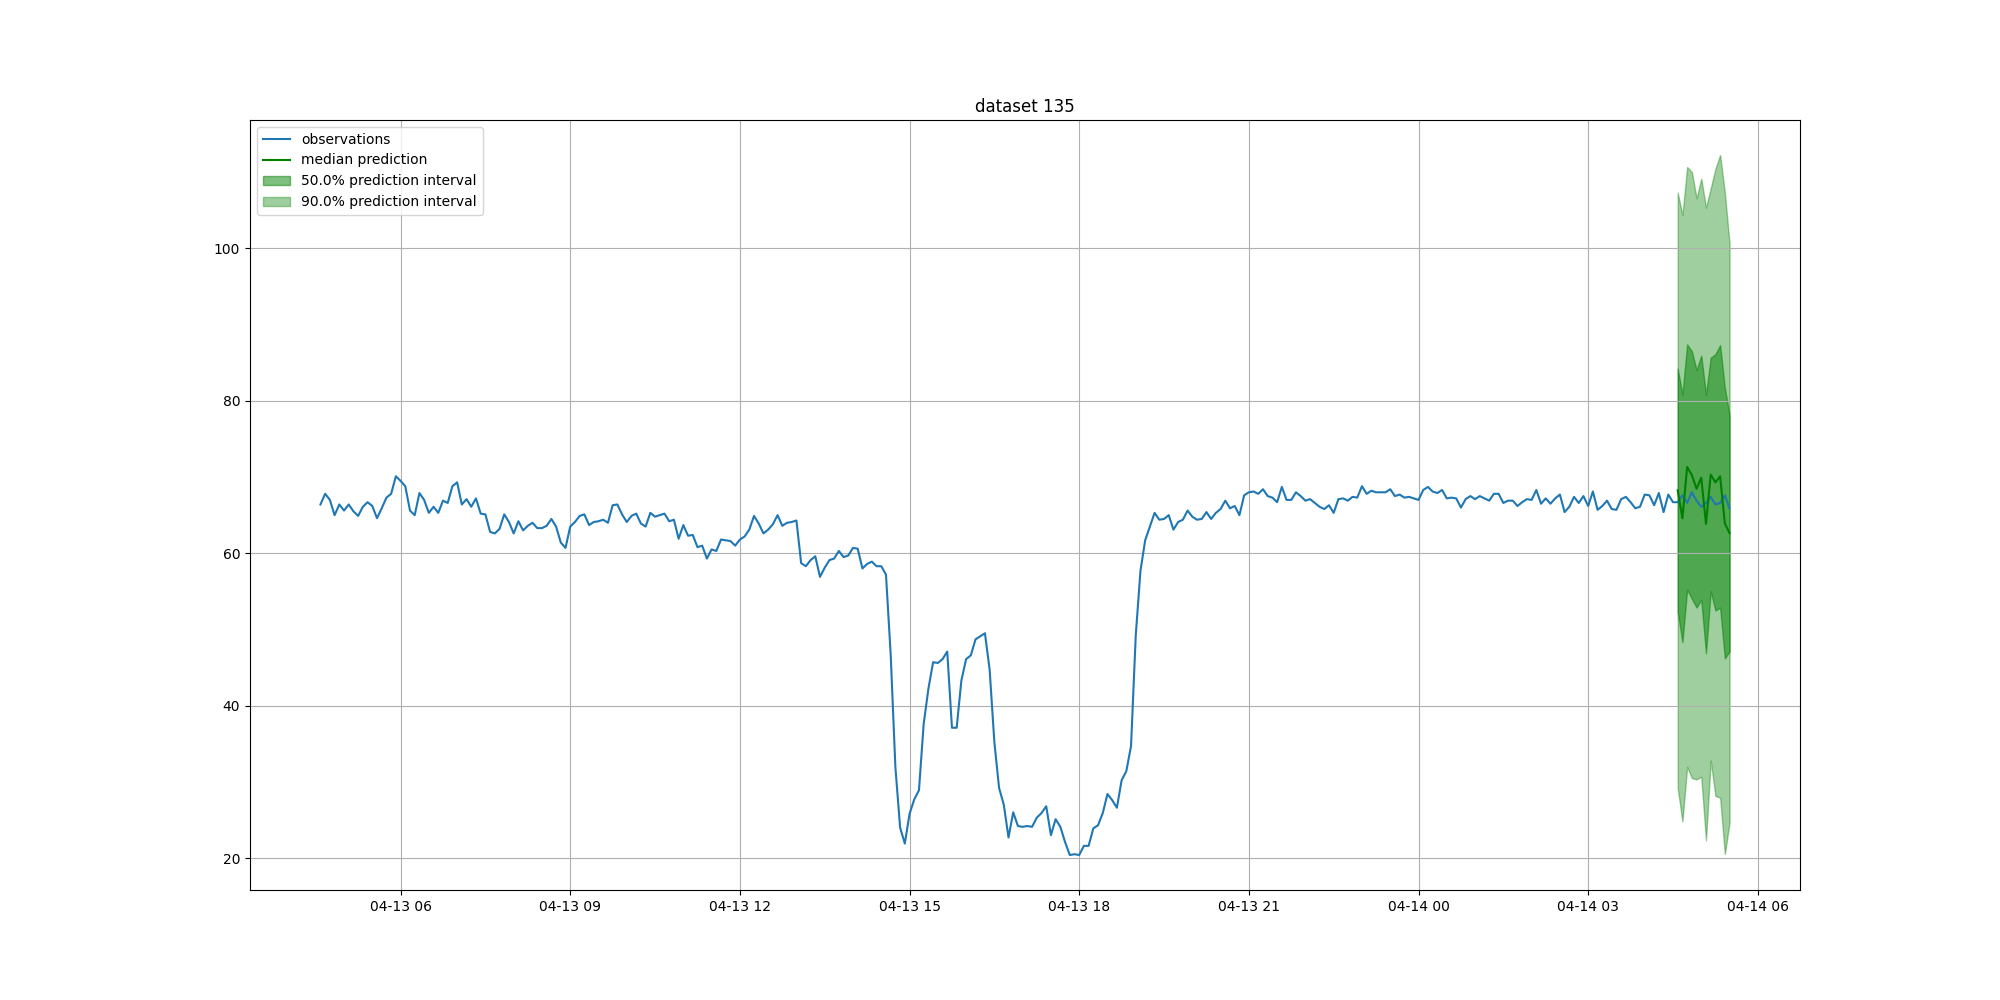 dataset 135
observations
median prediction
50.0% prediction interval
90.0% prediction interval
100
80
60
40
20
04-13 06
04-13 09
04-13 12
04-13 15
04-13 18
04-13 21
04-14 00
04-14 03
04-14 06